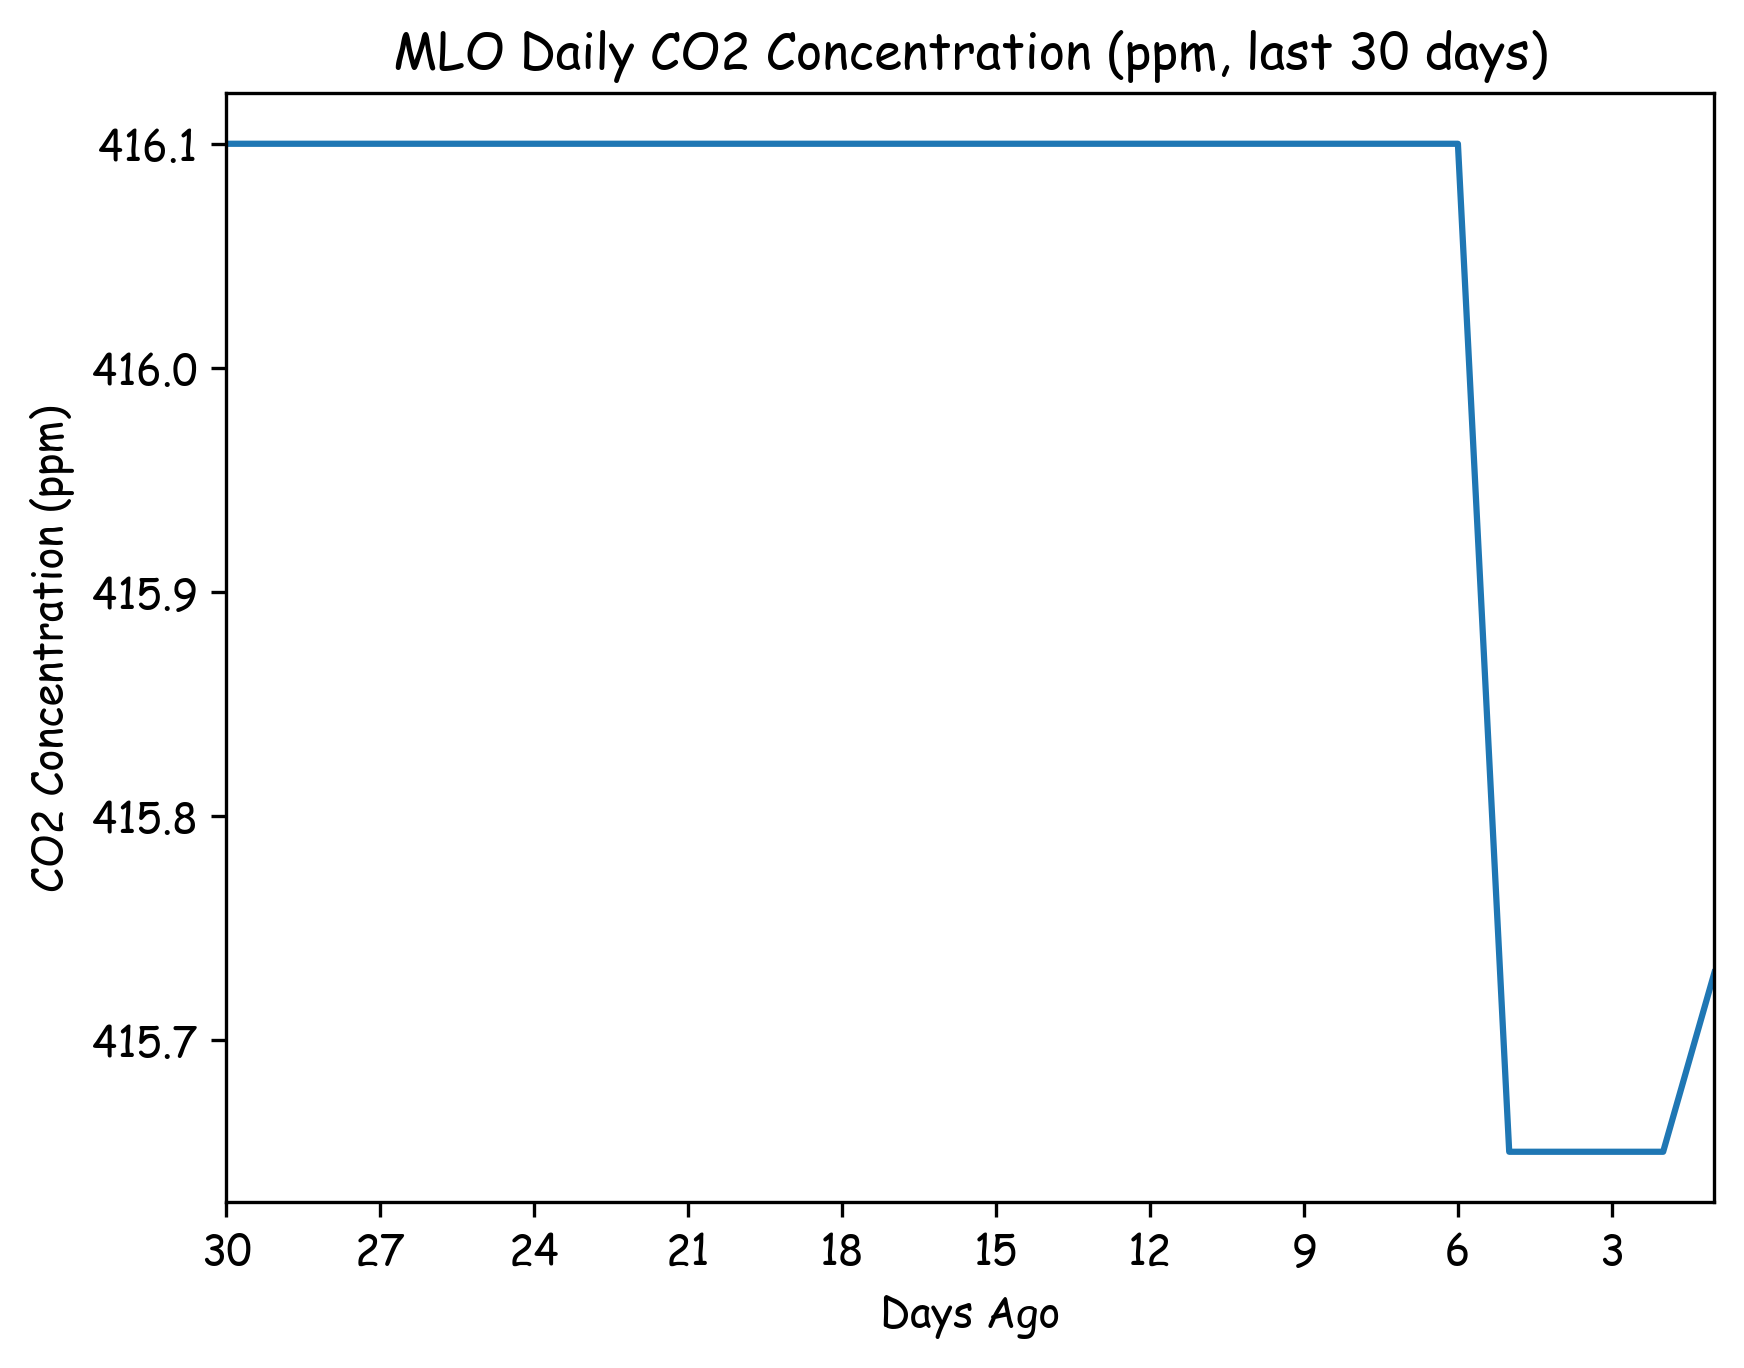 MLO Daily CO2 Concentration (ppm, last 30 days)
416.1
416.0
415.9
415.8
415.7
CO2 Concentration (ppm)
30 27 24 21 18 15 12 9 6 3
Days Ago